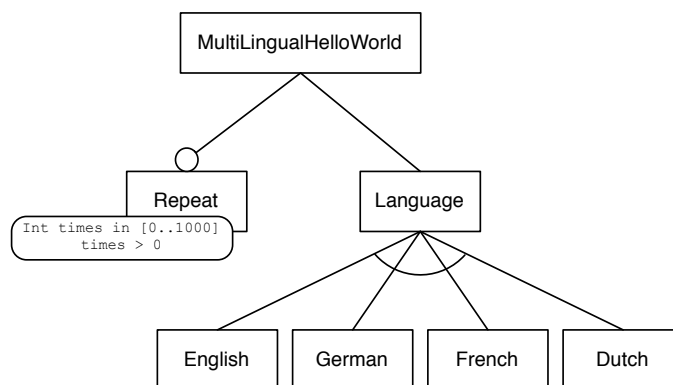 MultiLingualHelloWorld
Repeat
Int times in [0..1000]
times > 0
Language
English
German
French
Dutch